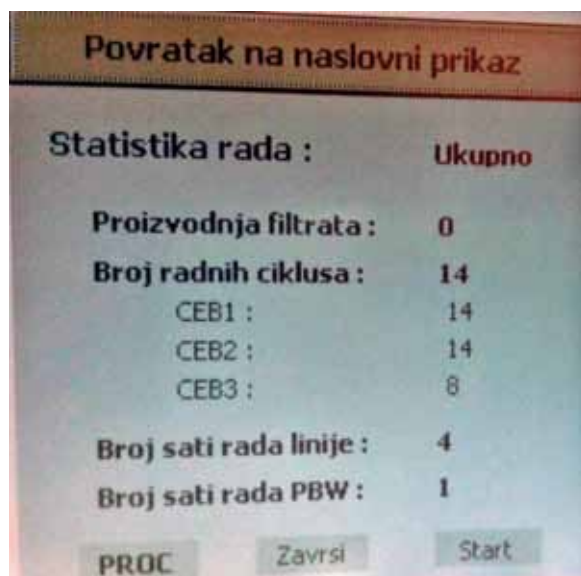 Povratak na naslovni prikaz
Statistika rada : Ukupno
Proizvodnja filtrata : 0
Broj radnih ciklusa : 14
CEB1 : 14
CEB2 : 14
CEB3 : 8
Broj sati rada linije : 4
Broj sati rada PBW : 1
PROC Zavrsi Start